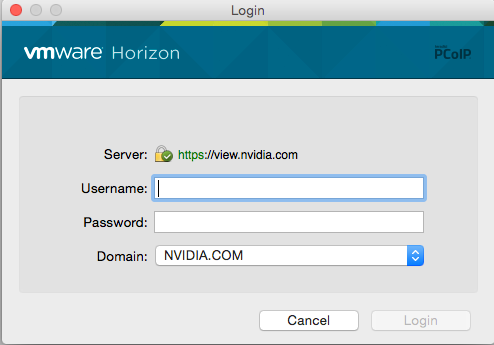 Login
vmware Horizon
PCoIP
Server: https://view.nvidia.com
Username:
Password:
Domain: NVIDIA.COM
Cancel Login